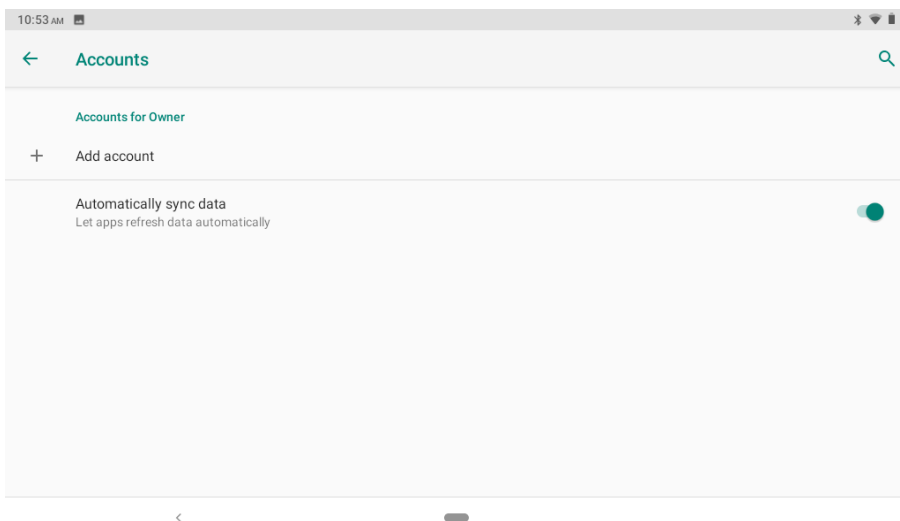 10:53 AM
Accounts
Accounts for Owner
Add account
Automatically sync data
Let apps refresh data automatically